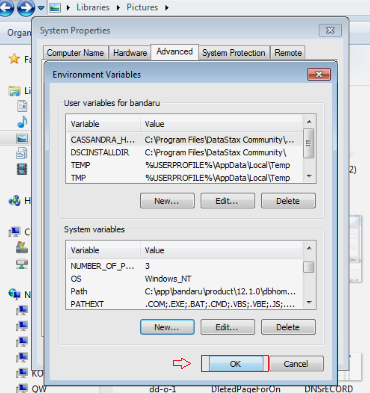 Libraries ▸ Pictures ▸
Organ
System Properties
Computer Name Hardware Advanced System Protection Remote
Environment Variables
User variables for bandaru
Variable Value
CASSANDRA_H... C:\Program Files\DataStax Community\...
DSCINSTALLDIR C:\Program Files\DataStax Community\
TEMP %USERPROFILE%\AppData\Local\Temp
TMP %USERPROFILE%\AppData\Local\Temp
New... Edit... Delete
System variables
Variable Value
NUMBER_OF_P... 3
OS Windows_NT
Path C:\app\bandaru\product\12.1.0\dbhom...
PATHEXT .COM;.EXE;.BAT;.CMD;.VBS;.VBE;.JS;....
New... Edit... Delete
OK Cancel
KO
QW dd-o-1 DletedPageForOn DNSrECORD